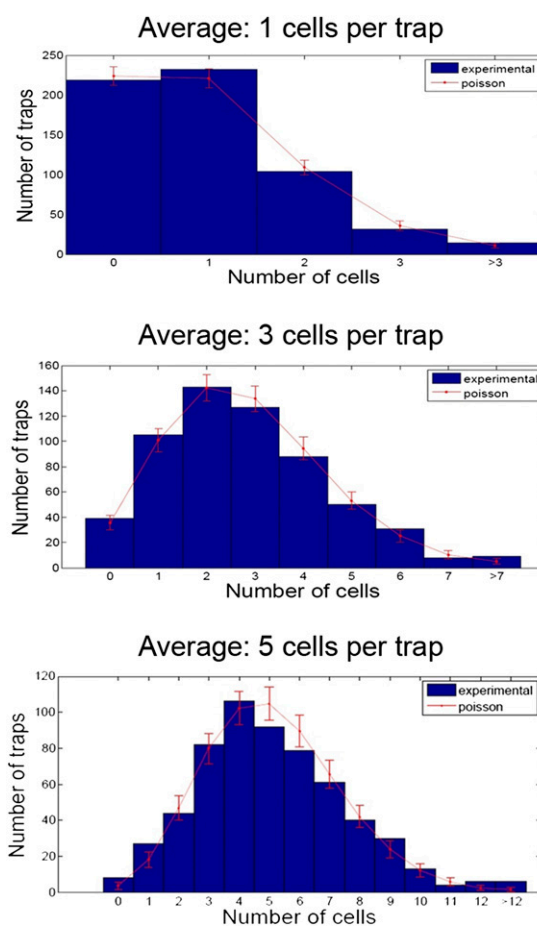 Average: 1 cells per trap
250
200
150
100
50
0
Number of traps
experimental
poisson
0 1 2 3 >3
Number of cells
Average: 3 cells per trap
160
140
120
100
80
60
40
20
0
Number of traps
experimental
poisson
0 1 2 3 4 5 6 7 >7
Number of cells
Average: 5 cells per trap
120
100
80
60
40
20
0
Number of traps
experimental
poisson
0 1 2 3 4 5 6 7 8 9 10 11 12 >12
Number of cells